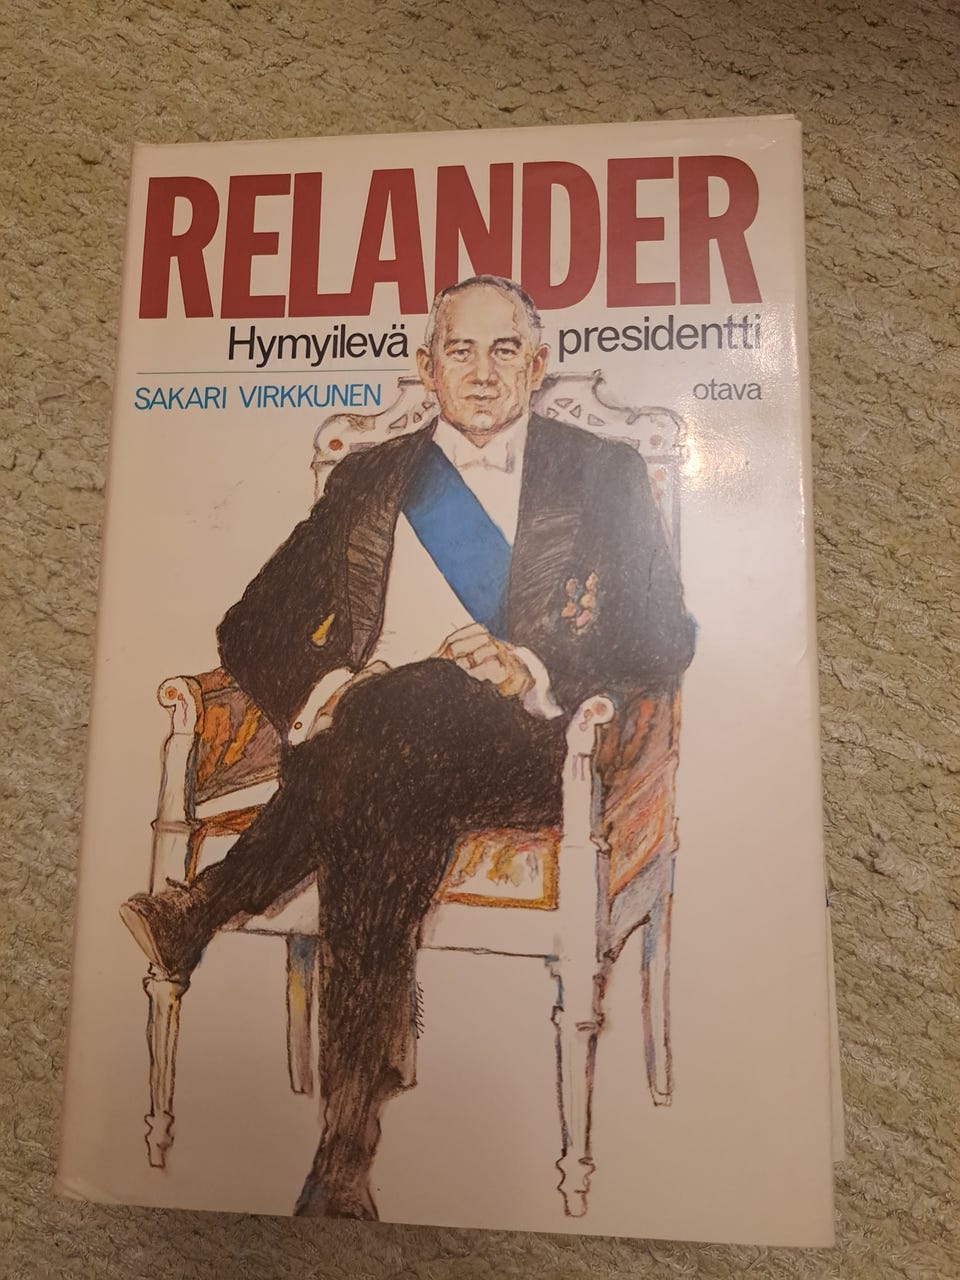 RELANDER
Hymyilevä presidentti
SAKARI VIRKKUNEN
otava